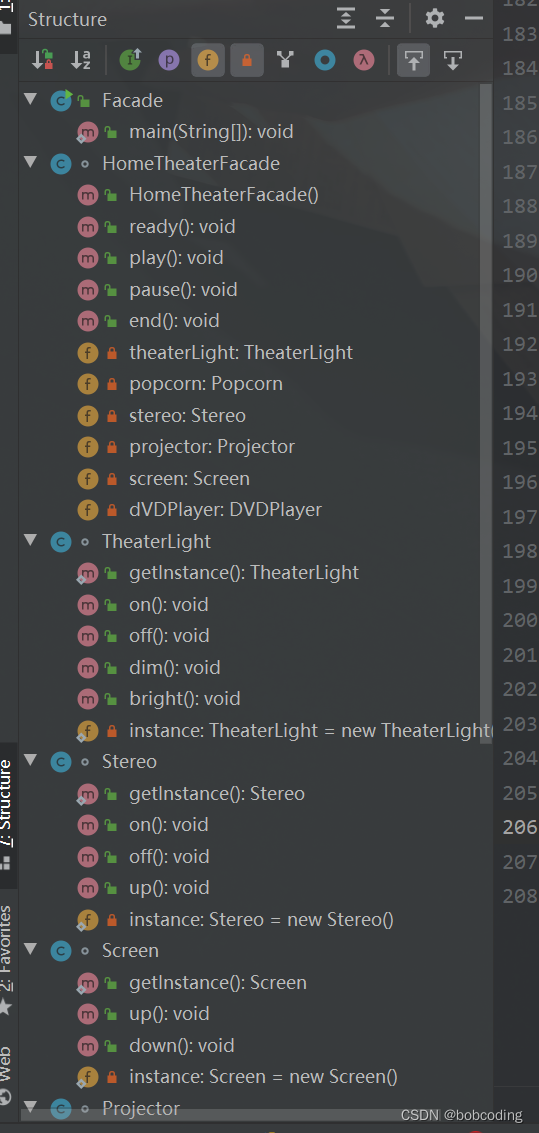 Structure
Facade
main(String[]): void
HomeTheaterFacade
HomeTheaterFacade()
ready(): void
play(): void
pause(): void
end(): void
theaterLight: TheaterLight
popcorn: Popcorn
stereo: Stereo
projector: Projector
screen: Screen
dVDPlayer: DVDPlayer
TheaterLight
getInstance(): TheaterLight
on(): void
off(): void
dim(): void
bright(): void
instance: TheaterLight = new TheaterLight(
Stereo
getInstance(): Stereo
on(): void
off(): void
up(): void
instance: Stereo = new Stereo()
Screen
getInstance(): Screen
up(): void
down(): void
instance: Screen = new Screen()
Projector
7: Structure
2: Favorites
Web
183
184
185
186
187
188
189
190
191
192
193
194
195
196
197
198
199
200
201
202
203
204
205
206
207
208
CSDN @bobcoding